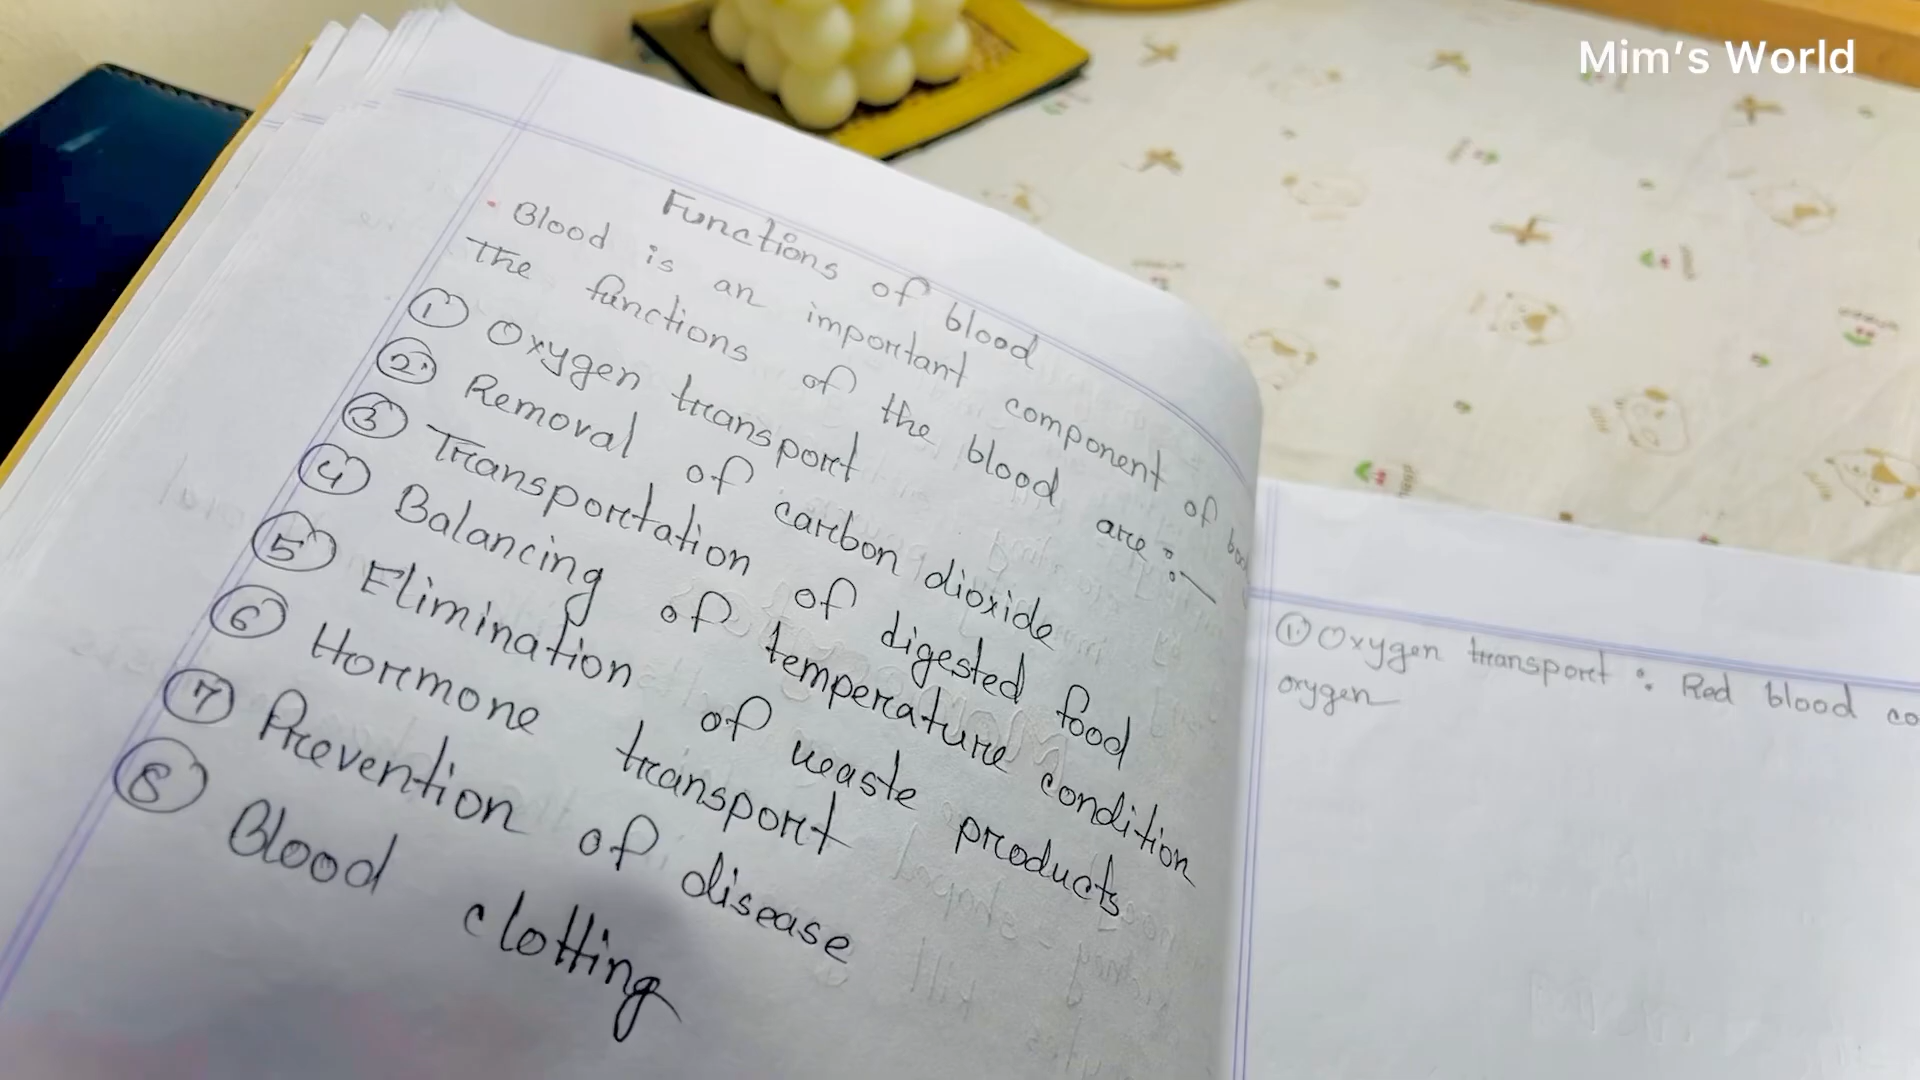 Mim's World
Functions of blood
Blood is an important component of
The functions of the blood are :-
1. Oxygen transport
2. Removal of carbon dioxide
3. Transportation of digested food
4. Balancing of temperature condition
5. Elimination of waste products
6. Hormone transport
7. Prevention of disease
8. Blood clotting
1. Oxygen transport : Red blood
oxygen